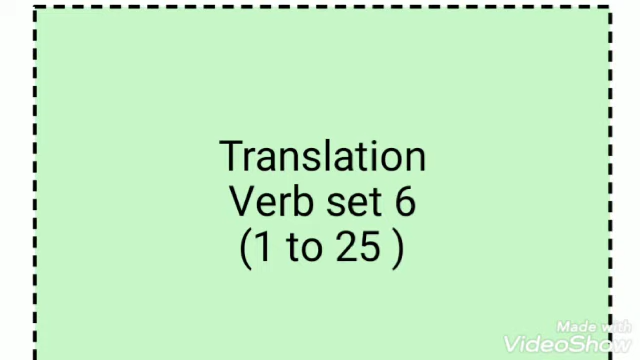 Translation
Verb set 6
(1 to 25 )
Made with
VideoShow